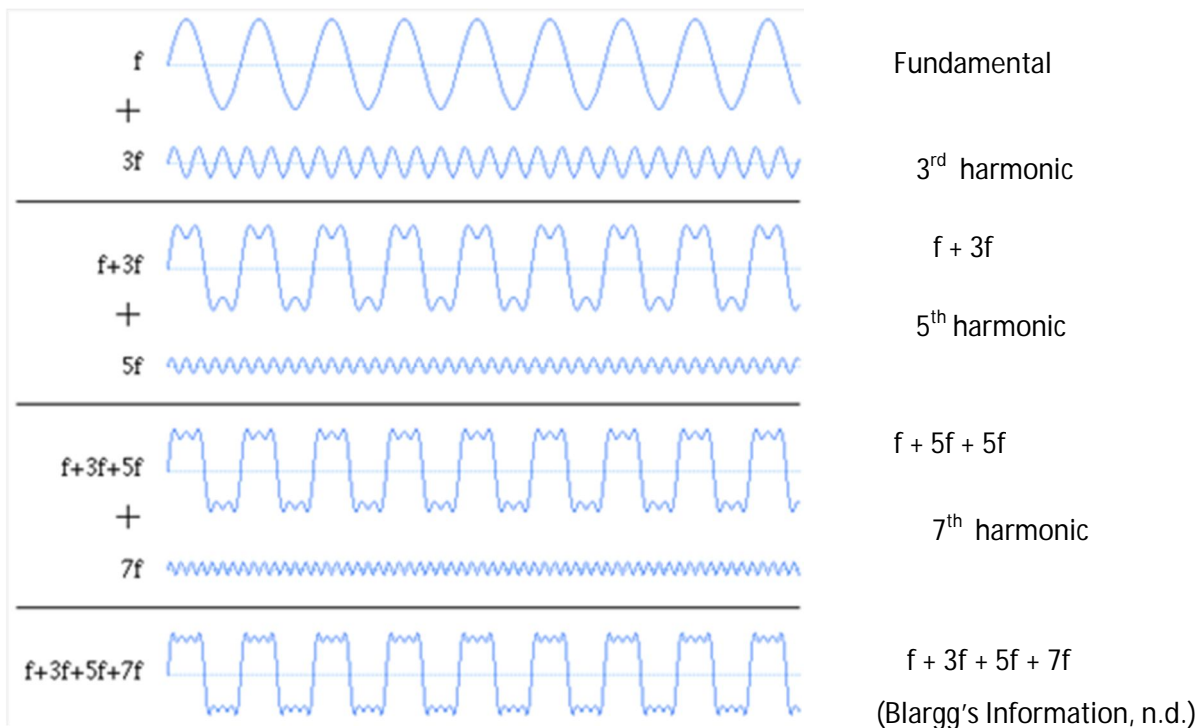 f
Fundamental
+
3f
3rd harmonic
f+3f
f + 3f
+
5th harmonic
5f
f+3f+5f
f + 5f + 5f
+
7th harmonic
7f
f+3f+5f+7f
f + 3f + 5f + 7f
(Blargg's Information, n.d.)